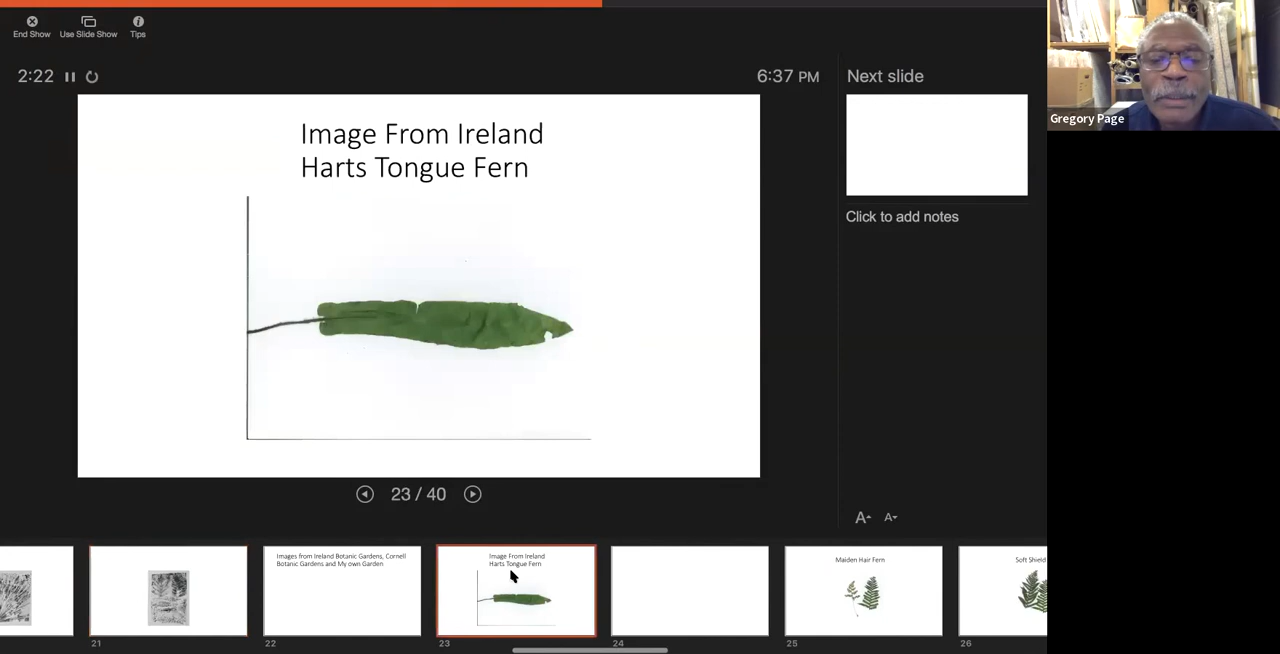 End Show
Use Slide Show
Tips
2:22
6:37 PM
Next slide
Gregory Page
Image From Ireland
Harts Tongue Fern
Click to add notes
23 / 40
A
A
Images from Ireland Botanic Gardens, Cornell
Botanic Gardens and My own Garden
Image From Ireland
Harts Tongue Fern
Maiden Hair Fern
Soft Shield
21
22
23
24
25
26